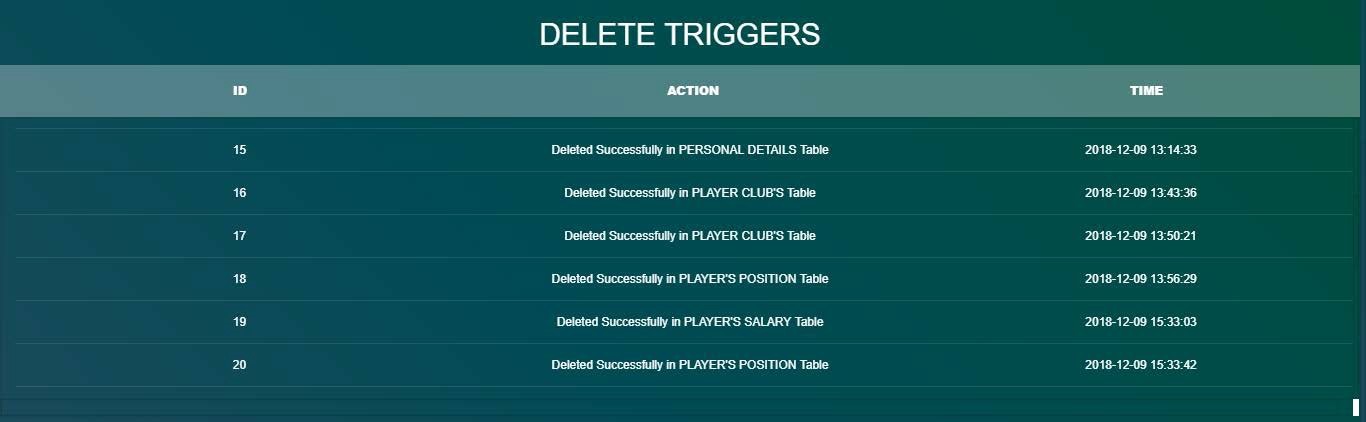 DELETE TRIGGERS
ID ACTION TIME
15 Deleted Successfully in PERSONAL DETAILS Table 2018-12-09 13:14:33
16 Deleted Successfully in PLAYER CLUB'S Table 2018-12-09 13:43:36
17 Deleted Successfully in PLAYER CLUB'S Table 2018-12-09 13:50:21
18 Deleted Successfully in PLAYER'S POSITION Table 2018-12-09 13:56:29
19 Deleted Successfully in PLAYER'S SALARY Table 2018-12-09 15:33:03
20 Deleted Successfully in PLAYER'S POSITION Table 2018-12-09 15:33:42